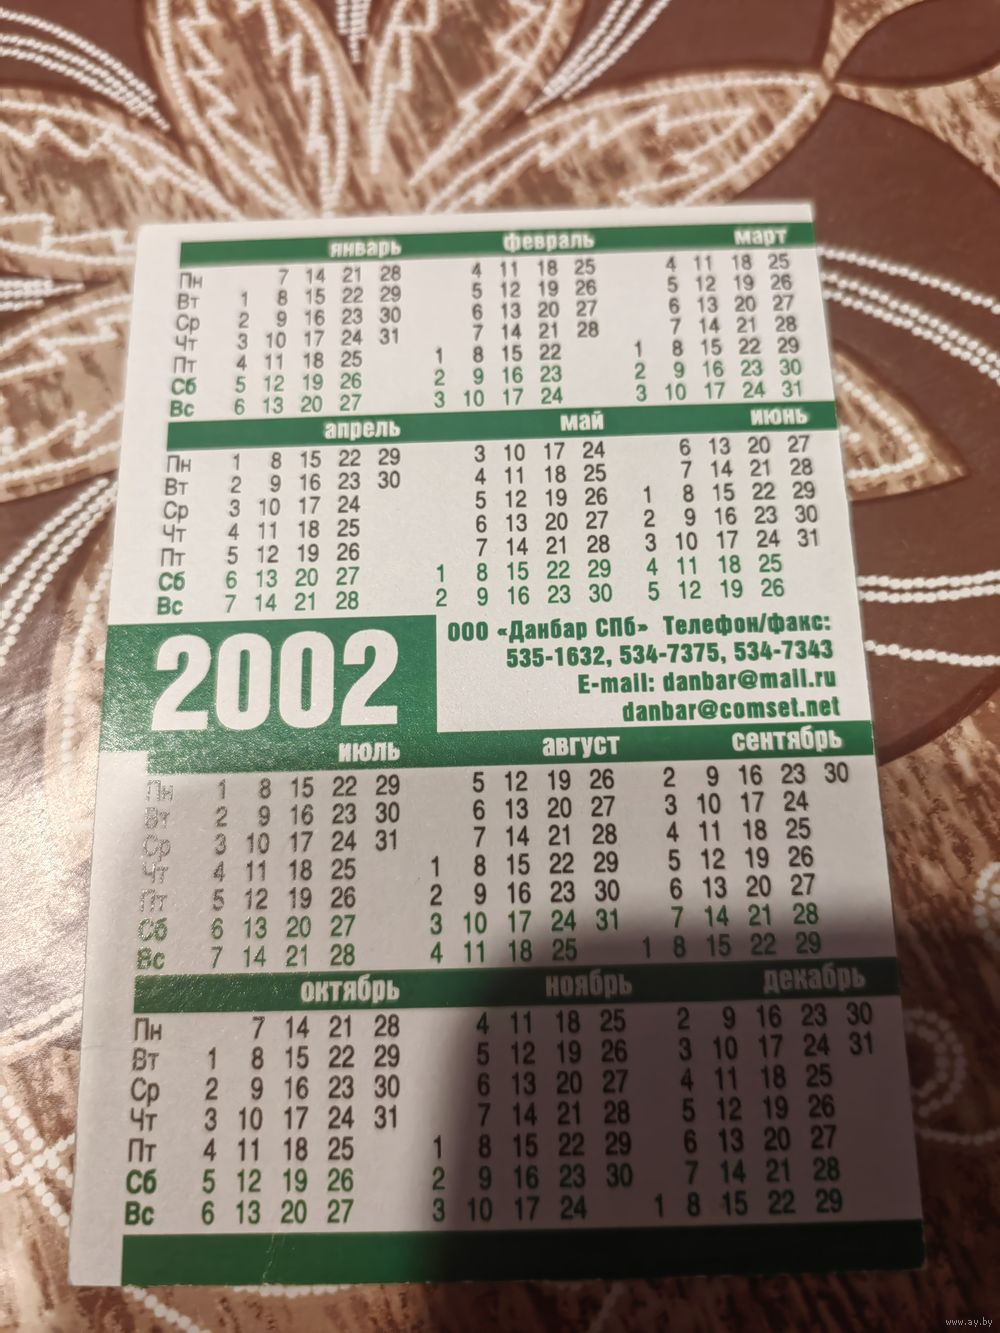 январь февраль март
Пн 7 14 21 28 4 11 18 25 4 11 18 25
Вт 1 8 15 22 29 5 12 19 26 5 12 19 26
Ср 2 9 16 23 30 6 13 20 27 6 13 20 27
Чт 3 10 17 24 31 7 14 21 28 7 14 21 28
Пт 4 11 18 25 1 8 15 22 1 8 15 22 29
Сб 5 12 19 26 2 9 16 23 2 9 16 23 30
Вс 6 13 20 27 3 10 17 24 3 10 17 24 31
апрель май июнь
Пн 1 8 15 22 29 3 10 17 24 6 13 20 27
Вт 2 9 16 23 30 4 11 18 25 7 14 21 28
Ср 3 10 17 24 5 12 19 26 1 8 15 22 29
Чт 4 11 18 25 6 13 20 27 2 9 16 23 30
Пт 5 12 19 26 7 14 21 28 3 10 17 24 31
Сб 6 13 20 27 1 8 15 22 29 4 11 18 25
Вс 7 14 21 28 2 9 16 23 30 5 12 19 26
2002
ООО «Данбар СПб» Телефон/факс:
535-1632, 534-7375, 534-7343
E-mail: danbar@mail.ru
danbar@comset.net
июль август сентябрь
Пн 1 8 15 22 29 5 12 19 26 2 9 16 23 30
Вт 2 9 16 23 30 6 13 20 27 3 10 17 24
Ср 3 10 17 24 31 7 14 21 28 4 11 18 25
Чт 4 11 18 25 1 8 15 22 29 5 12 19 26
Пт 5 12 19 26 2 9 16 23 30 6 13 20 27
Сб 6 13 20 27 3 10 17 24 31 7 14 21 28
Вс 7 14 21 28 4 11 18 25 1 8 15 22 29
октябрь ноябрь декабрь
Пн 7 14 21 28 4 11 18 25 2 9 16 23 30
Вт 1 8 15 22 29 5 12 19 26 3 10 17 24 31
Ср 2 9 16 23 30 6 13 20 27 4 11 18 25
Чт 3 10 17 24 31 7 14 21 28 5 12 19 26
Пт 4 11 18 25 1 8 15 22 29 6 13 20 27
Сб 5 12 19 26 2 9 16 23 30 7 14 21 28
Вс 6 13 20 27 3 10 17 24 1 8 15 22 29
www.ay.by